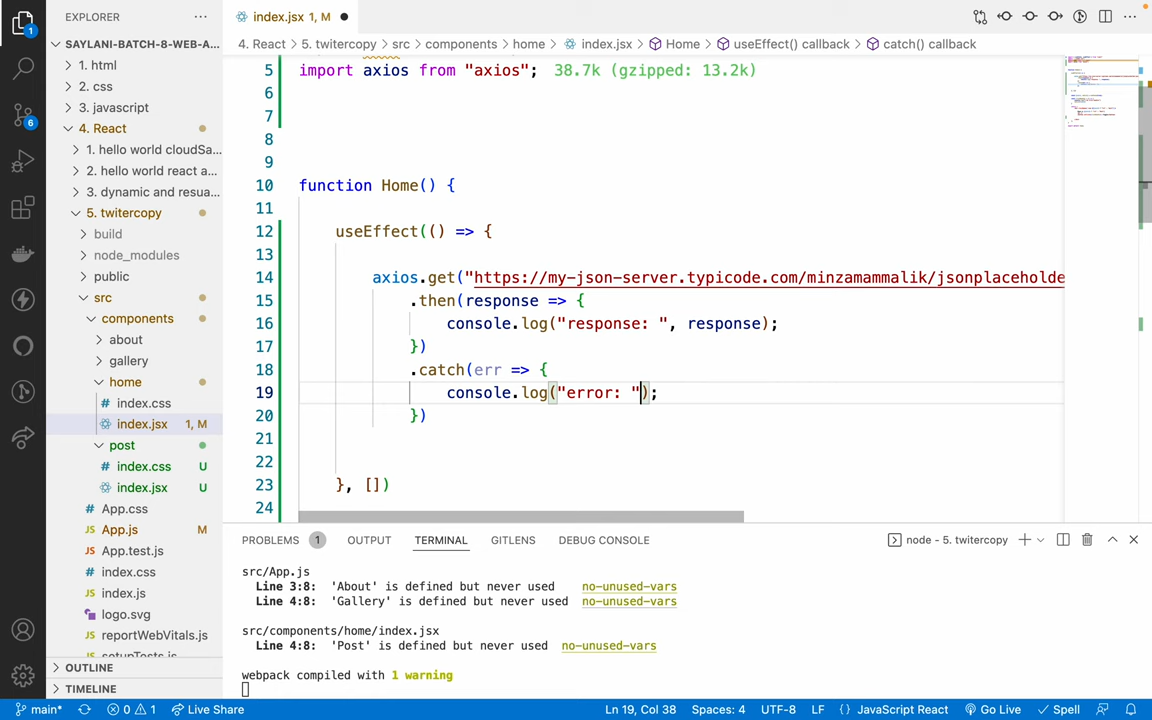 EXPLORER
index.jsx 1, M
SAYLANI-BATCH-8-WEB-A...
4. React > 5. twitercopy > src > components > home > index.jsx > Home > useEffect() callback > catch() callback
1. html
2. css
3. javascript
4. React
1. hello world cloudSa...
2. hello world react a...
3. dynamic and resua...
5. twitercopy
build
node_modules
public
src
components
about
gallery
home
index.css
index.jsx 1, M
post
index.css U
index.jsx U
App.css
App.js M
App.test.js
index.css
index.js
logo.svg
reportWebVitals.js
setupTests.js
OUTLINE
TIMELINE
1
6
5 import axios from "axios"; 38.7k (gzipped: 13.2k)
6
7
8
9
10 function Home() {
11
12 useEffect(() => {
13
14 axios.get("https://my-json-server.typicode.com/minzamammalik/jsonplaceholde
15 .then(response => {
16 console.log("response: ", response);
17 })
18 .catch(err => {
19 console.log("error: ");
20 })
21
22
23 }, [])
24
PROBLEMS 1 OUTPUT TERMINAL GITLENS DEBUG CONSOLE
node - 5. twitercopy
src/App.js
Line 3:8: 'About' is defined but never used no-unused-vars
Line 4:8: 'Gallery' is defined but never used no-unused-vars
src/components/home/index.jsx
Line 4:8: 'Post' is defined but never used no-unused-vars
webpack compiled with 1 warning
main* 0 1 Live Share Ln 19, Col 38 Spaces: 4 UTF-8 LF {} JavaScript React Go Live Spell